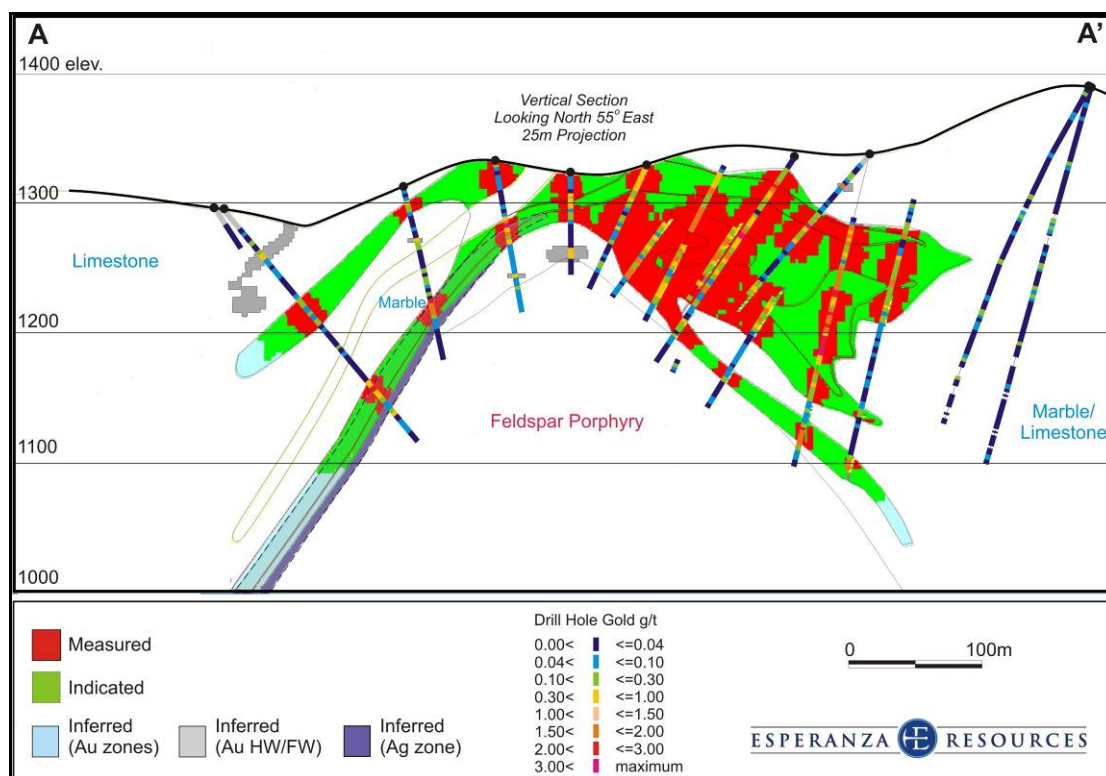 A
A'
1400 elev.
Vertical Section
Looking North 55° East
25m Projection
1300
Limestone
Marble
1200
Feldspar Porphyry
Marble/
Limestone
1100
1000
Measured
Indicated
Inferred
(Au zones)
Inferred
(Au HW/FW)
Inferred
(Ag zone)
Drill Hole Gold g/t
0.00< <=0.04
0.04< <=0.10
0.10< <=0.30
0.30< <=1.00
1.00< <=1.50
1.50< <=2.00
2.00< <=3.00
3.00< maximum
0 100m
ESPERANZA E RESOURCES